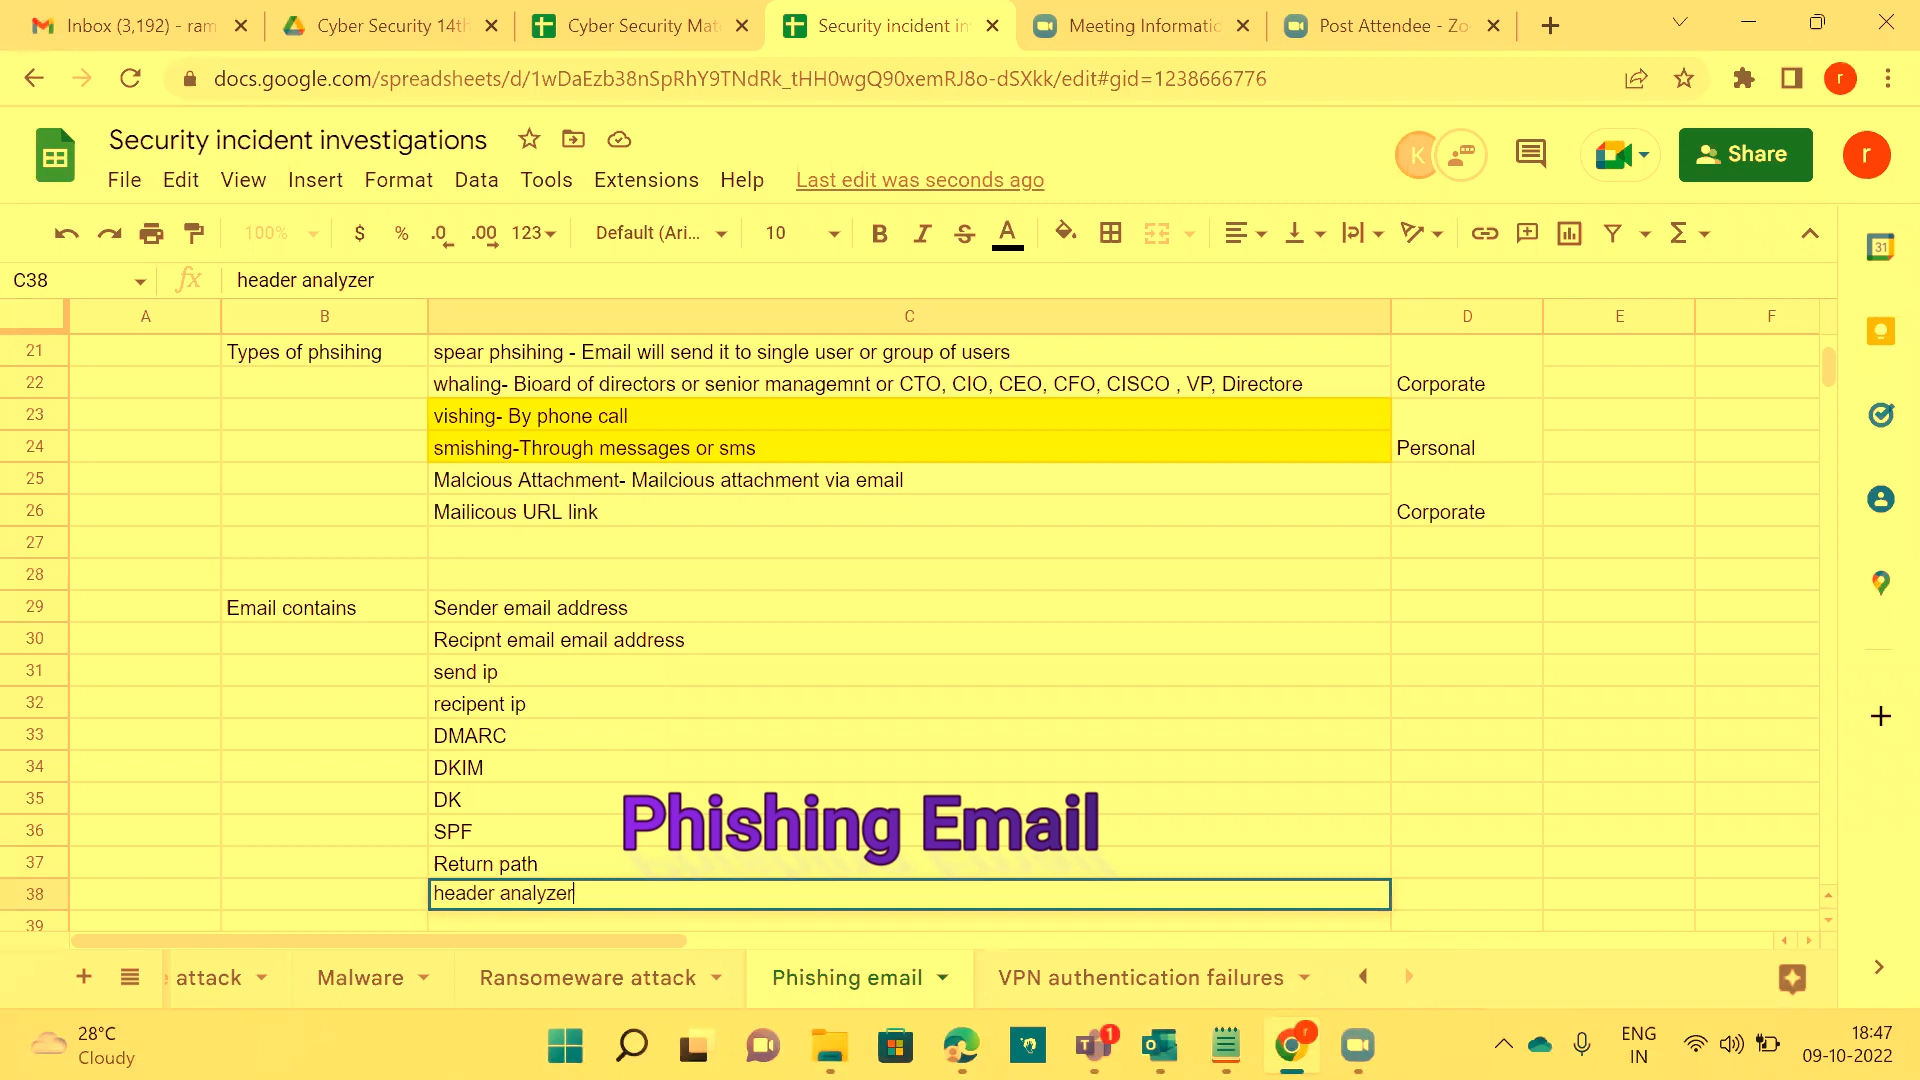 Inbox (3,192) - ram
Cyber Security 14th
Cyber Security Mat
Security incident in
Meeting Informatio
Post Attendee - Zo
docs.google.com/spreadsheets/d/1wDaEzb38nSpRhY9TNdRk_tHH0wgQ90xemRJ8o-dSXkk/edit#gid=1238666776
r
Security incident investigations
K
Share
r
File Edit View Insert Format Data Tools Extensions Help Last edit was seconds ago
100% $ % .0 .00 123 Default (Ari... 10 B I S A
31
C38 fx header analyzer
A B C D E F
21 Types of phsihing spear phsihing - Email will send it to single user or group of users
22 whaling- Bioard of directors or senior managemnt or CTO, CIO, CEO, CFO, CISCO , VP, Directore Corporate
23 vishing- By phone call
24 smishing-Through messages or sms Personal
25 Malcious Attachment- Mailcious attachment via email
26 Mailicous URL link Corporate
27
28
29 Email contains Sender email address
30 Recipnt email email address
31 send ip
32 recipent ip
33 DMARC
34 DKIM
35 DK
36 SPF
Phishing Email
37 Return path
38 header analyzer
39
attack Malware Ransomeware attack Phishing email VPN authentication failures
28°C
Cloudy
1
r
ENG
IN
18:47
09-10-2022